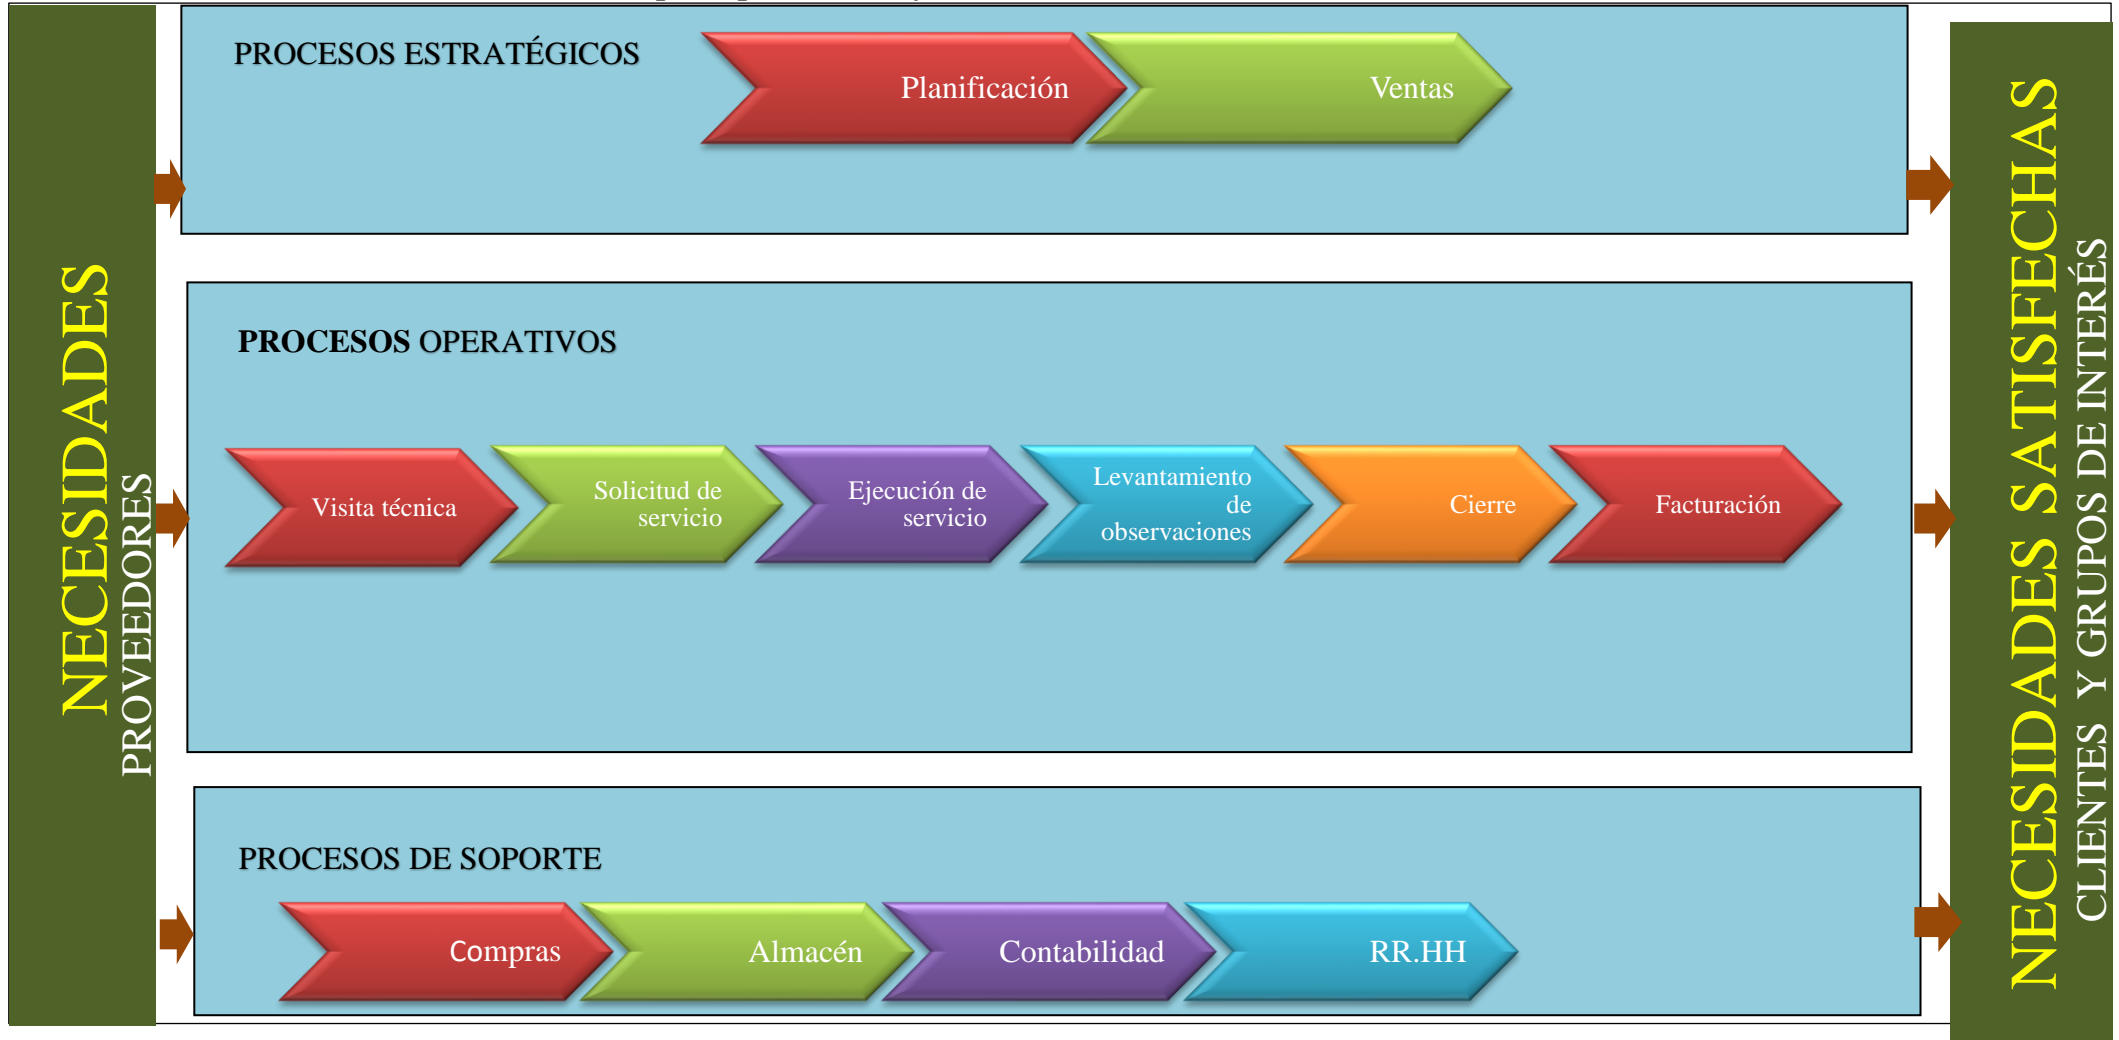 PROCESOS ESTRATÉGICOS
Planificación
Ventas
NECESIDADES
PROVEEDORES
PROCESOS OPERATIVOS
Visita técnica
Solicitud de
servicio
Ejecución de
servicio
Levantamiento
de
observaciones
Cierre
Facturación
PROCESOS DE SOPORTE
Compras
Almacén
Contabilidad
RR.HH
NECESIDADES SATISFECHAS
CLIENTES Y GRUPOS DE INTERÉS